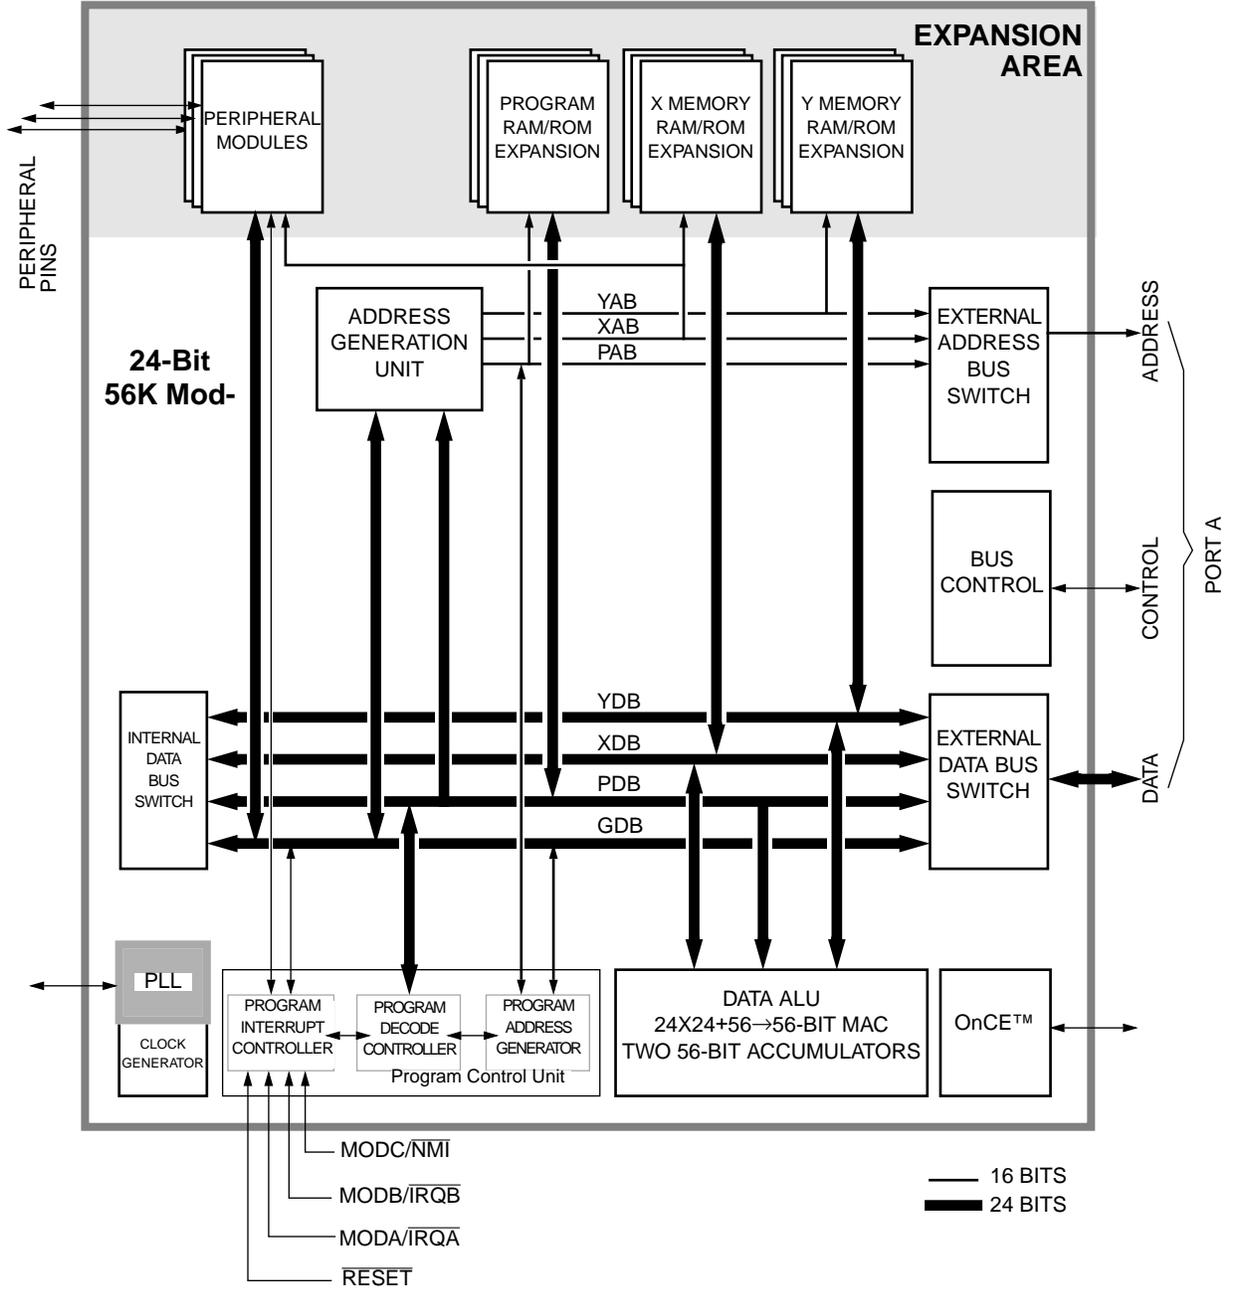 EXPANSION
AREA
PERIPHERAL
MODULES
PROGRAM
RAM/ROM
EXPANSION
X MEMORY
RAM/ROM
EXPANSION
Y MEMORY
RAM/ROM
EXPANSION
PERIPHERAL
PINS
24-Bit
56K Mod-
ADDRESS
GENERATION
UNIT
YAB
XAB
PAB
EXTERNAL
ADDRESS
BUS
SWITCH
ADDRESS
BUS
CONTROL
CONTROL
PORT A
INTERNAL
DATA
BUS
SWITCH
YDB
XDB
PDB
GDB
EXTERNAL
DATA BUS
SWITCH
DATA
PLL
CLOCK
GENERATOR
PROGRAM
INTERRUPT
CONTROLLER
PROGRAM
DECODE
CONTROLLER
PROGRAM
ADDRESS
GENERATOR
Program Control Unit
DATA ALU
24X24+56→56-BIT MAC
TWO 56-BIT ACCUMULATORS
OnCE™
MODC/NMI
MODB/IRQB
MODA/IRQA
RESET
16 BITS
24 BITS